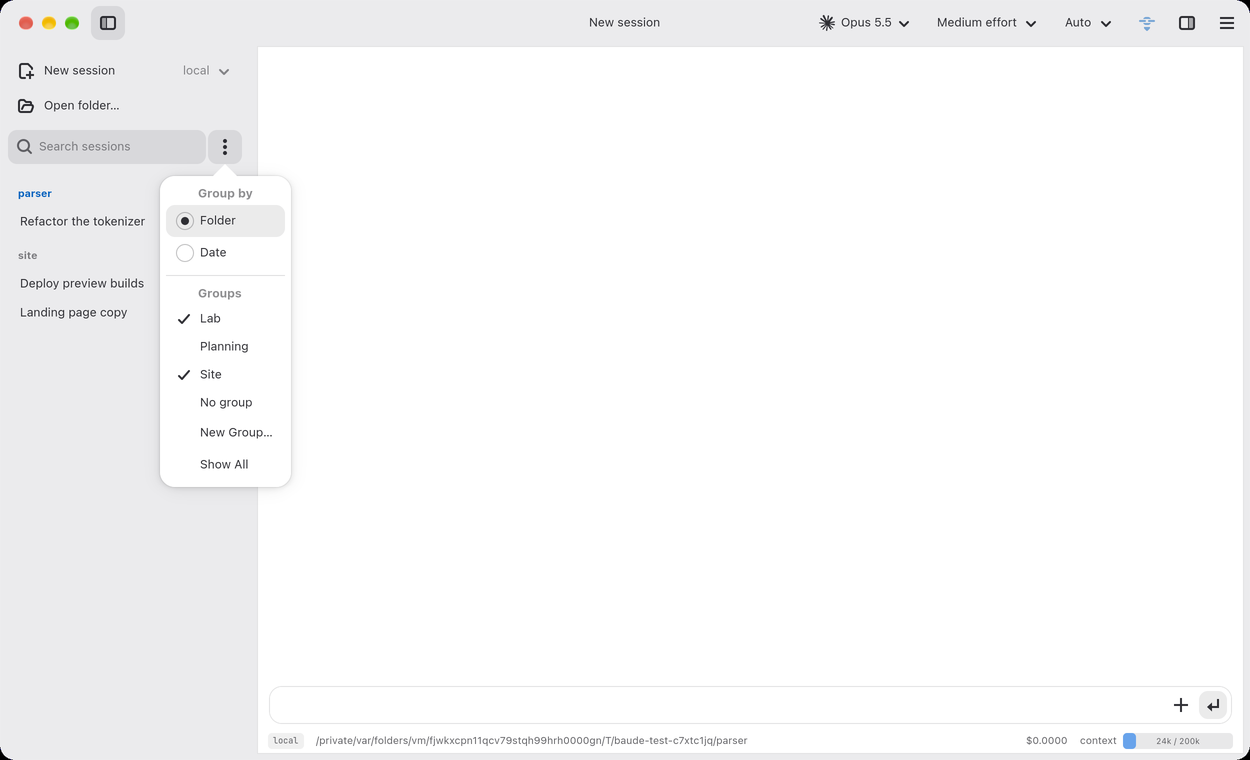 New session
Opus 5.5
Medium effort
Auto
New session
local
Open folder...
Search sessions
parser
Refactor the tokenizer
site
Deploy preview builds
Landing page copy
Group by
Folder
Date
Groups
Lab
Planning
Site
No group
New Group...
Show All
local
/private/var/folders/vm/fjwkxcpn11qcv79stqh99hrh0000gn/T/baude-test-c7xtc1jq/parser
$0.0000
context
24k / 200k